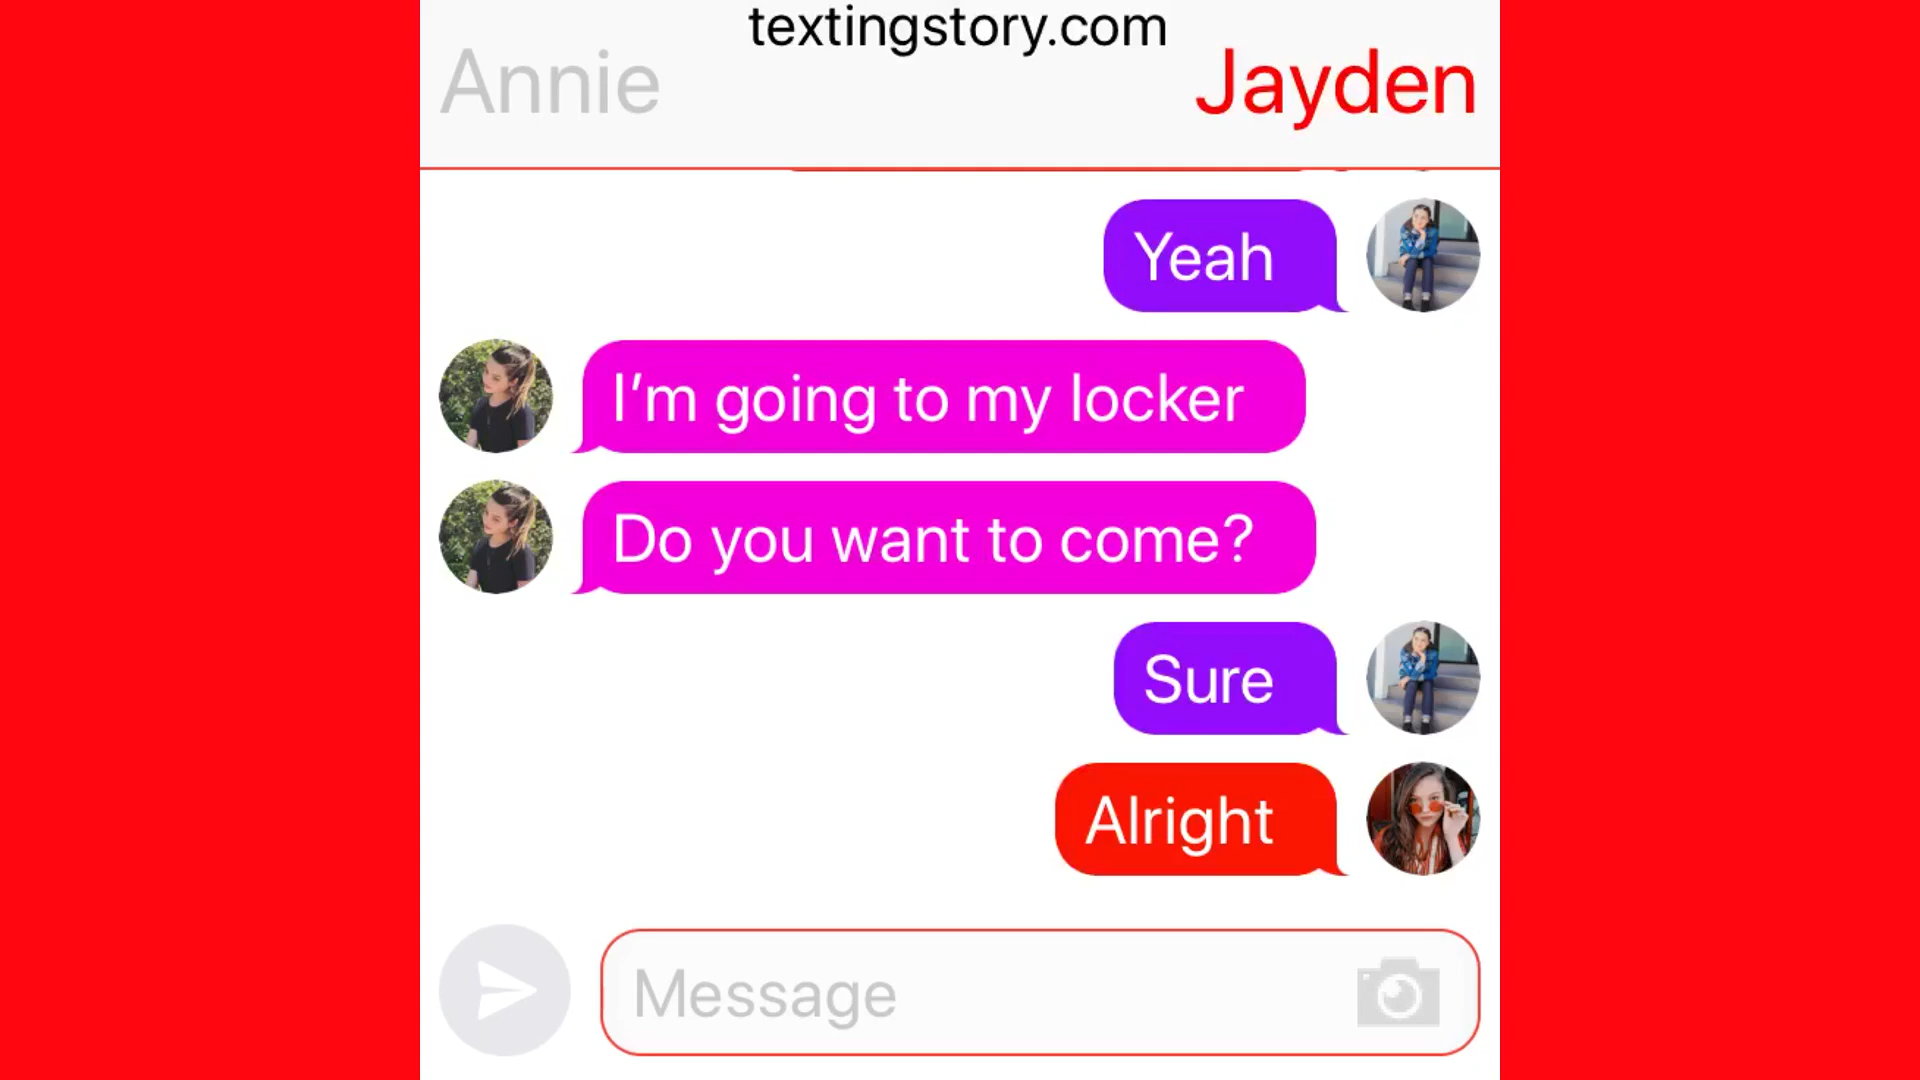 textingstory.com
Annie
Jayden
Yeah
I’m going to my locker
Do you want to come?
Sure
Alright
Message